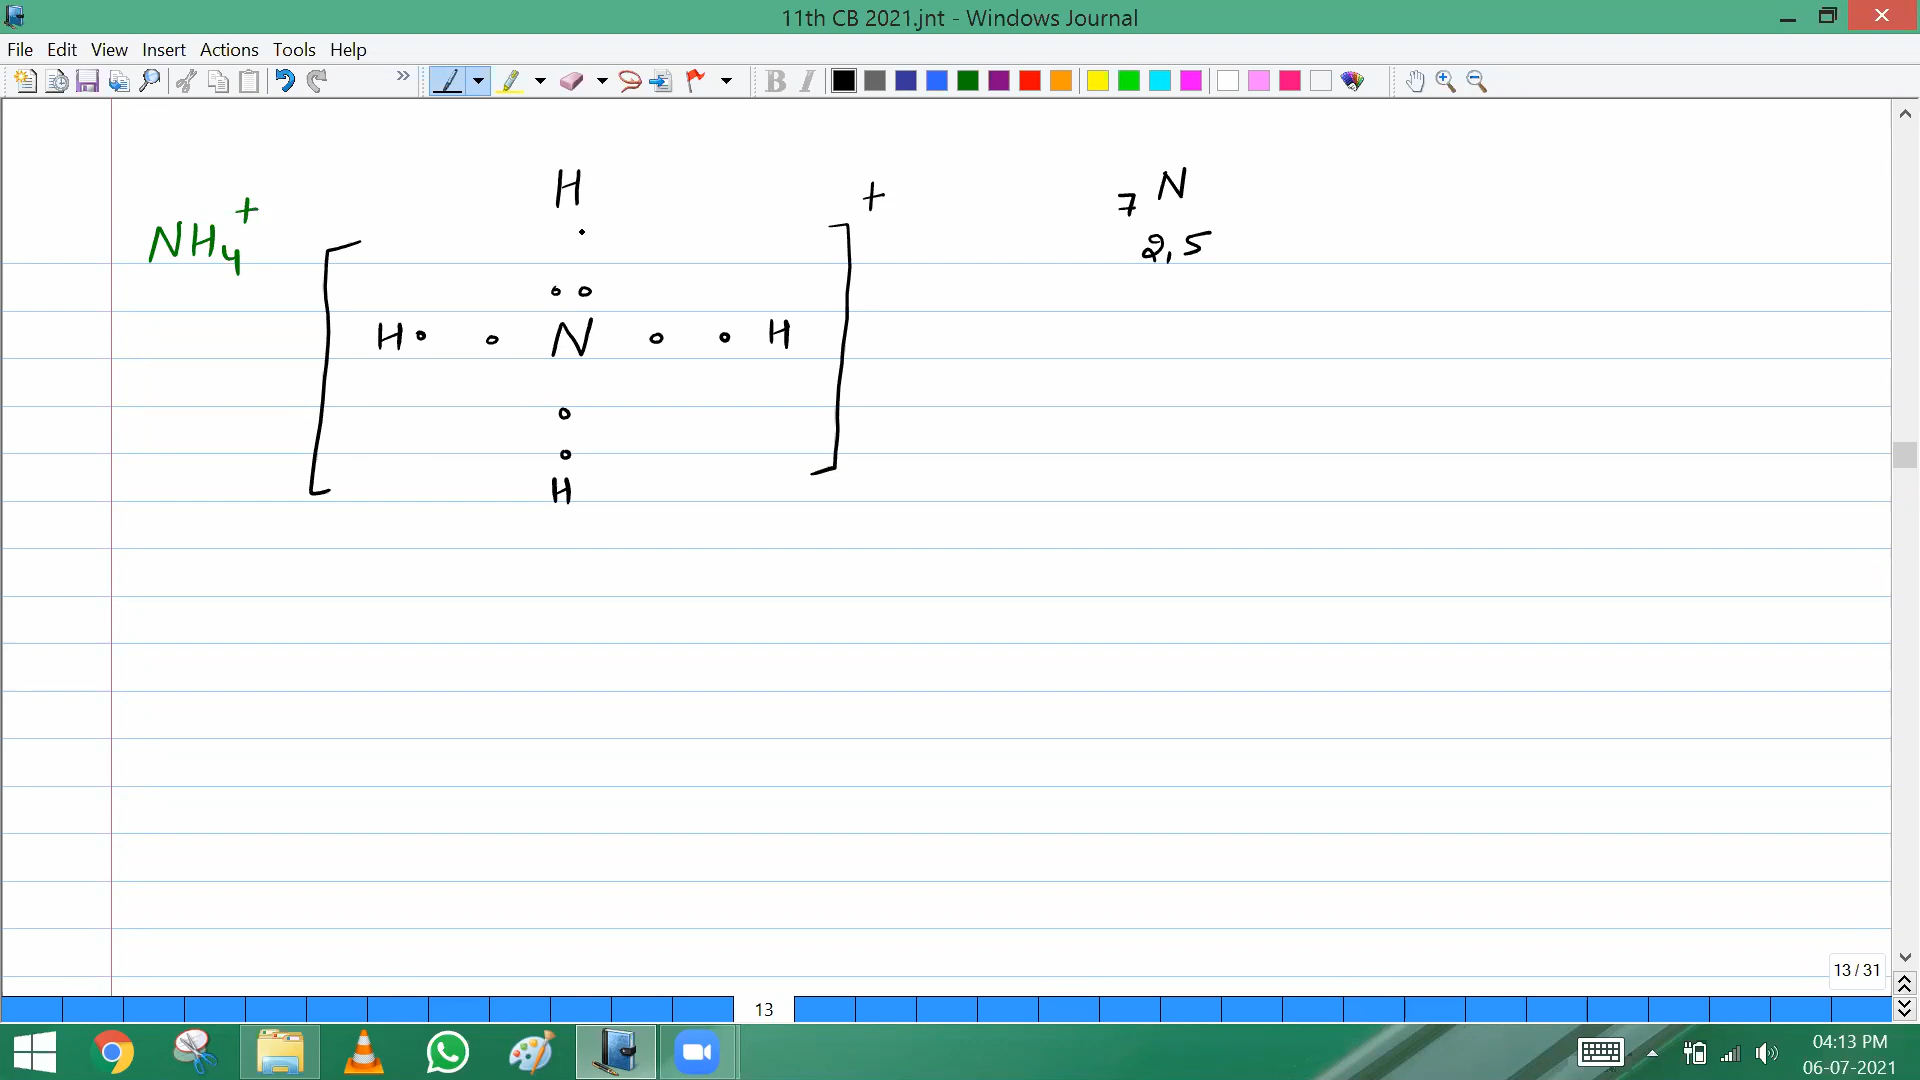 11th CB 2021.jnt - Windows Journal
File Edit View Insert Actions Tools Help
B I
NH₄⁺
H
+
₇N
2,5
H N H
H
13 / 31
13
04:13 PM
06-07-2021